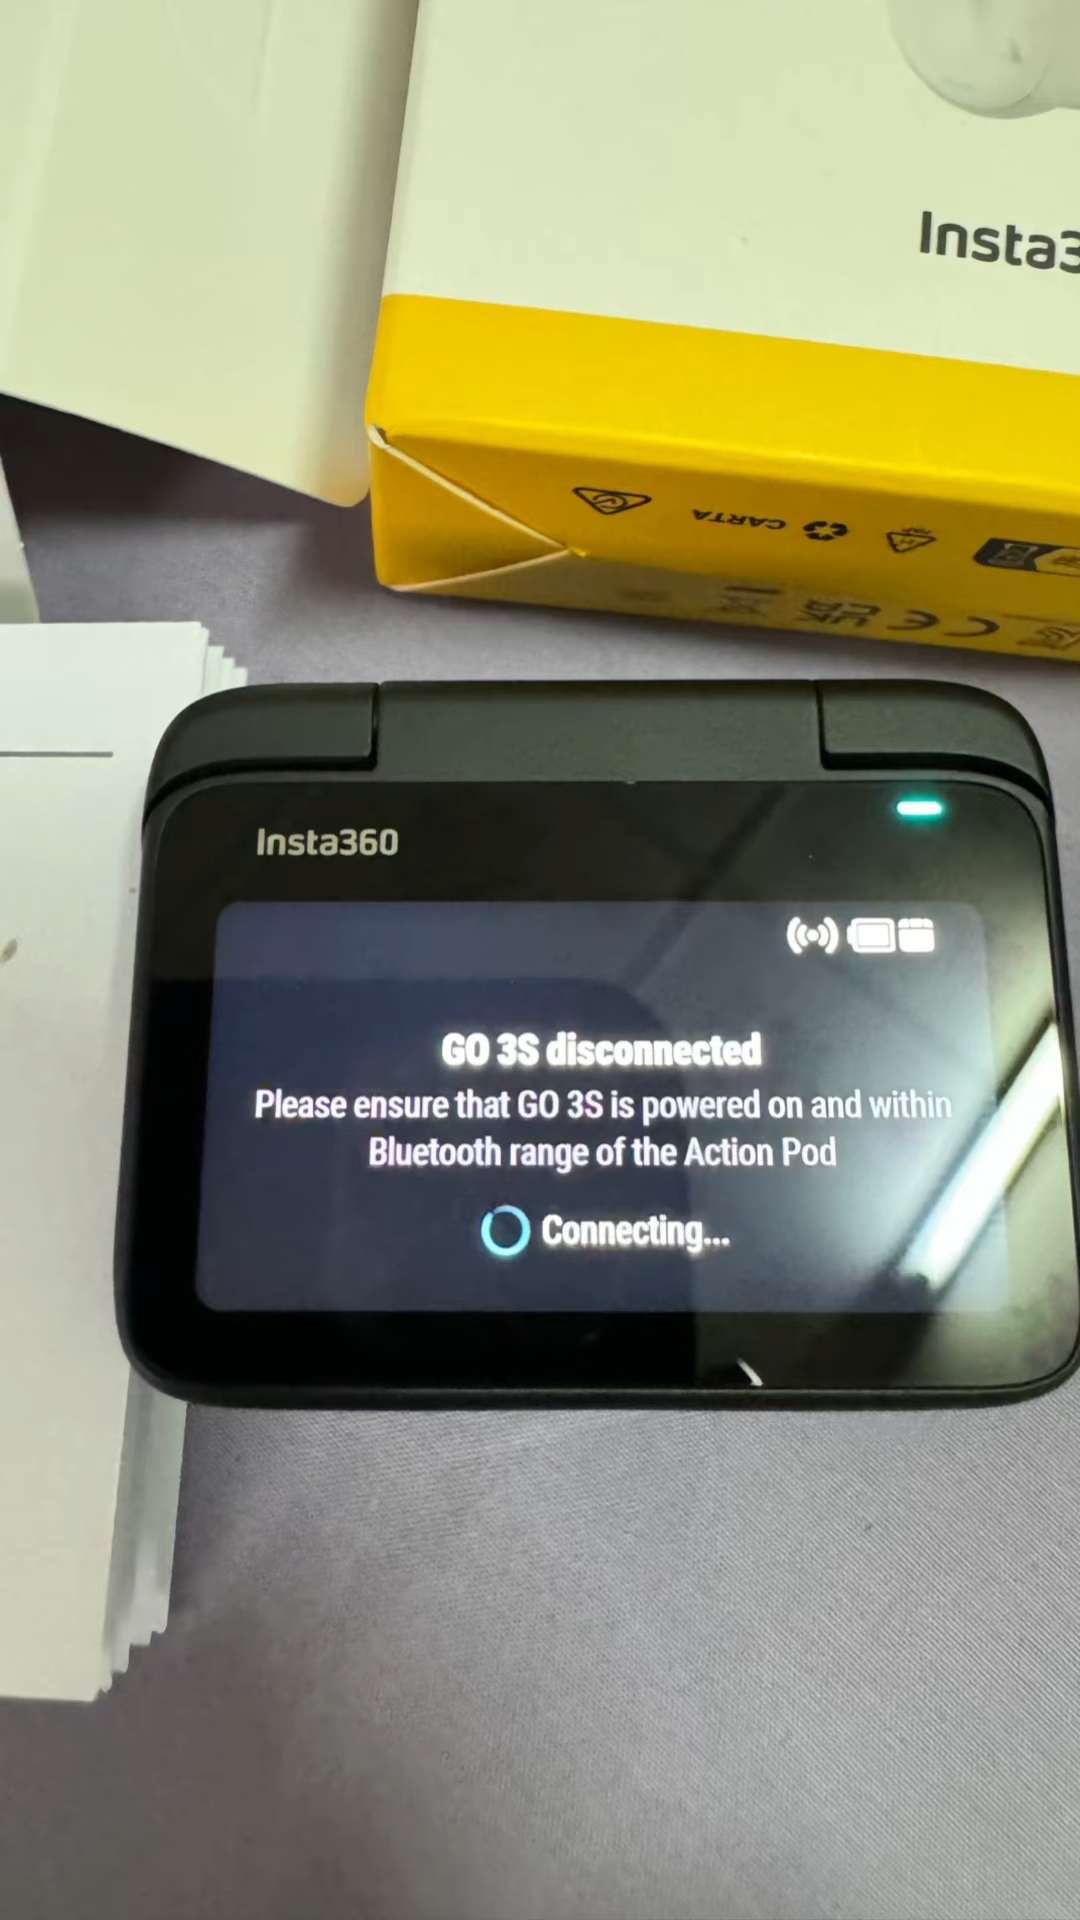 Insta3
CARTA
CE
Insta360
GO 3S disconnected
Please ensure that GO 3S is powered on and within
Bluetooth range of the Action Pod
Connecting...